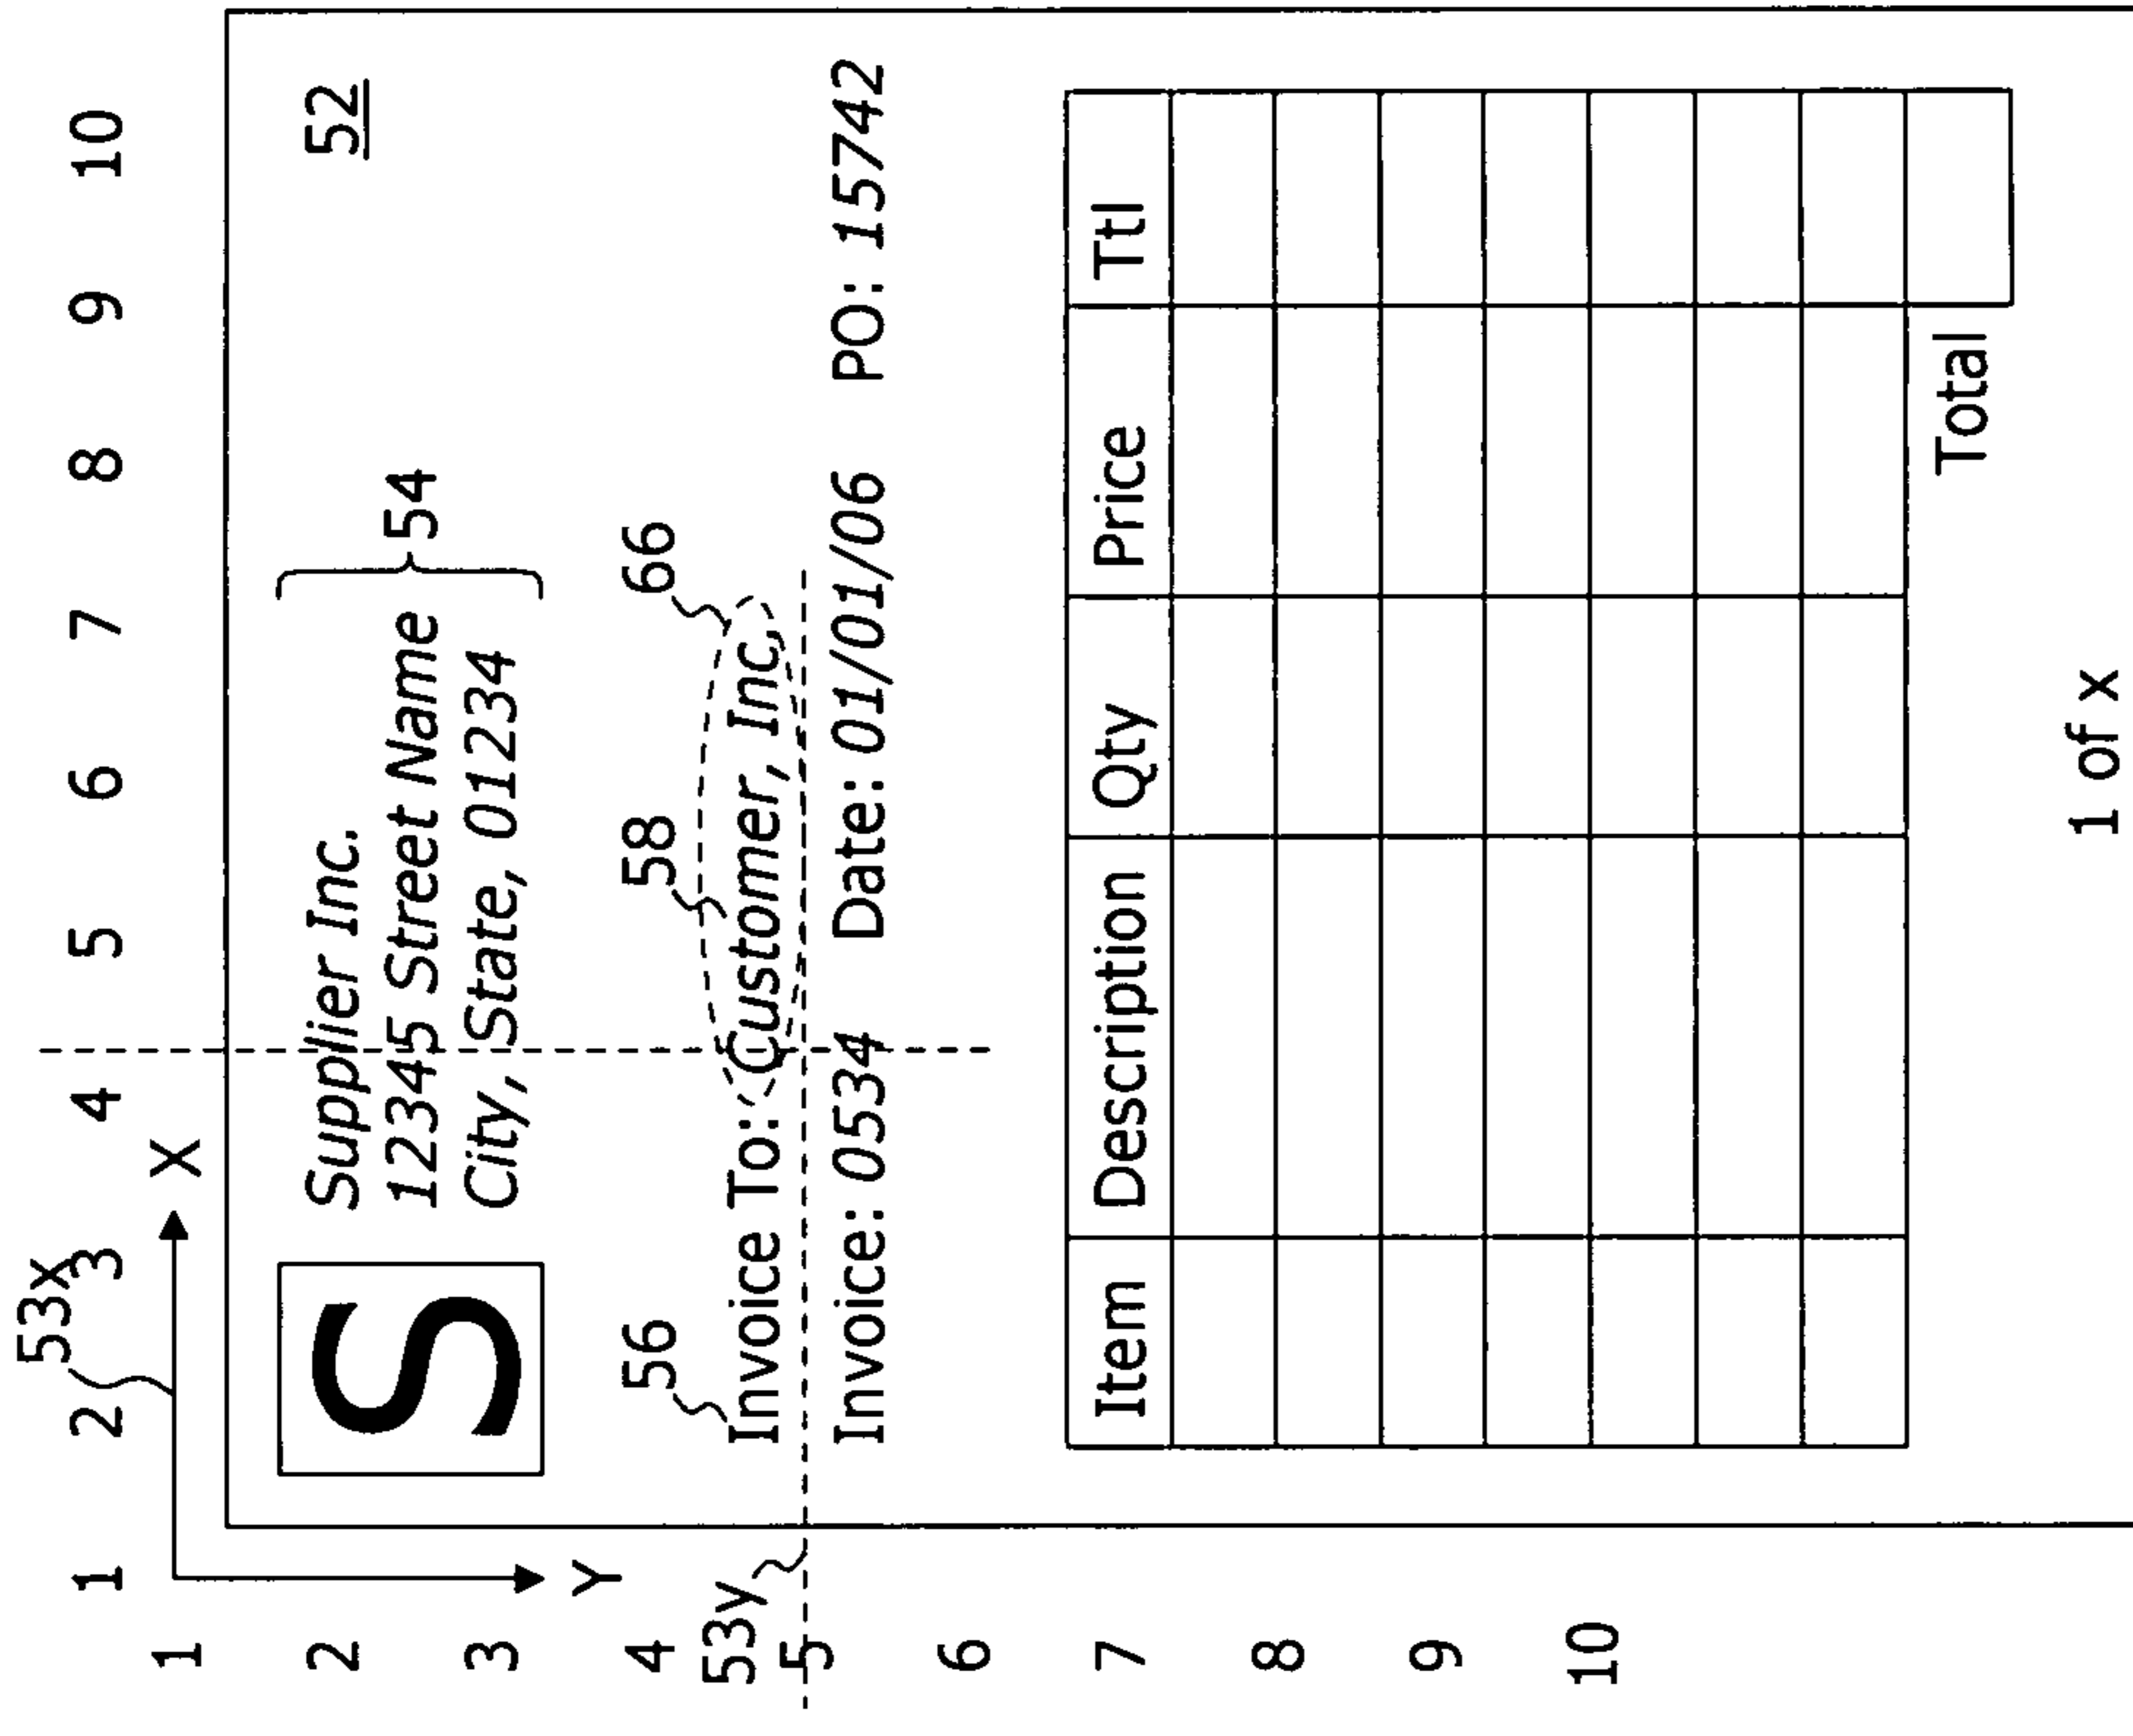 53x
1 2 3 4 5 6 7 8 9 10
X
1
Y
2
3
4
53y
5
6
7
8
9
10
52
S
Supplier Inc.
12345 Street Name
City, State, 01234
54
56 58 66
Invoice To: Customer, Inc.
Invoice: 0534 Date: 01/01/06 PO: 15742
Item Description Qty Price Ttl
Total
1 of x